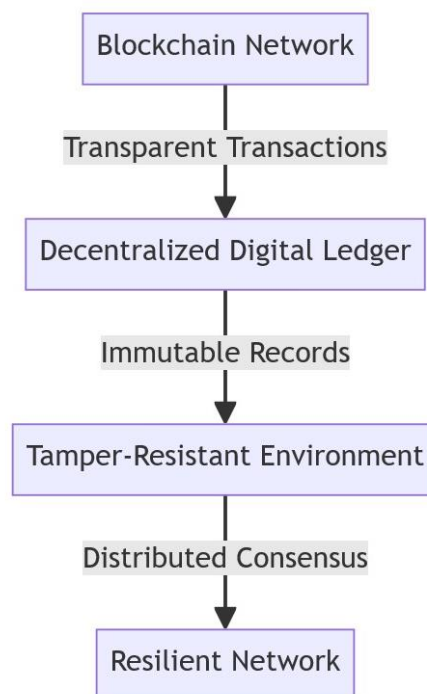 Blockchain Network
Transparent Transactions
Decentralized Digital Ledger
Immutable Records
Tamper-Resistant Environment
Distributed Consensus
Resilient Network